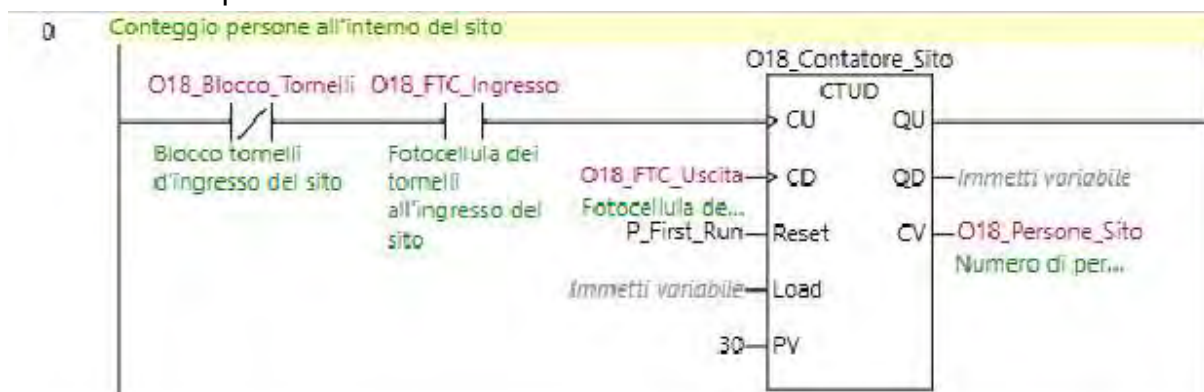 0 Conteggio persone all'interno del sito
O18_Contatore_Sito
O18_Blocco_Tornelli O18_FTC_Ingresso
CTUD
CU QU
Blocco tornelli
d'ingresso del sito
Fotocellula dei
tornelli
all'ingresso del
sito
O18_FTC_Uscita CD QD Immetti variabile
Fotocellula de...
P_First_Run Reset CV O18_Persone_Sito
Numero di per...
Immetti variabile Load
30 PV